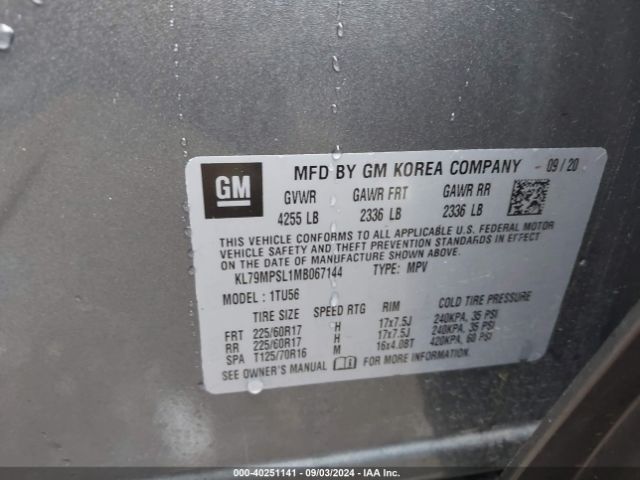 GM
MFD BY GM KOREA COMPANY 09/20
GVWR GAWR FRT GAWR RR
4255 LB 2336 LB 2336 LB
THIS VEHICLE CONFORMS TO ALL APPLICABLE U.S. FEDERAL MOTOR
VEHICLE SAFETY AND THEFT PREVENTION STANDARDS IN EFFECT
ON THE DATE OF MANUFACTURE SHOWN ABOVE.
KL79MPSL1MB067144 TYPE: MPV
MODEL: 1TU56
TIRE SIZE SPEED RTG RIM COLD TIRE PRESSURE
FRT 225/60R17 H 17x7.5J 240KPA, 35 PSI
RR 225/60R17 H 17x7.5J 240KPA, 35 PSI
SPA T125/70R16 M 16x4.0BT 420KPA, 60 PSI
SEE OWNER'S MANUAL i FOR MORE INFORMATION
000-40251141 - 09/03/2024 - IAA Inc.